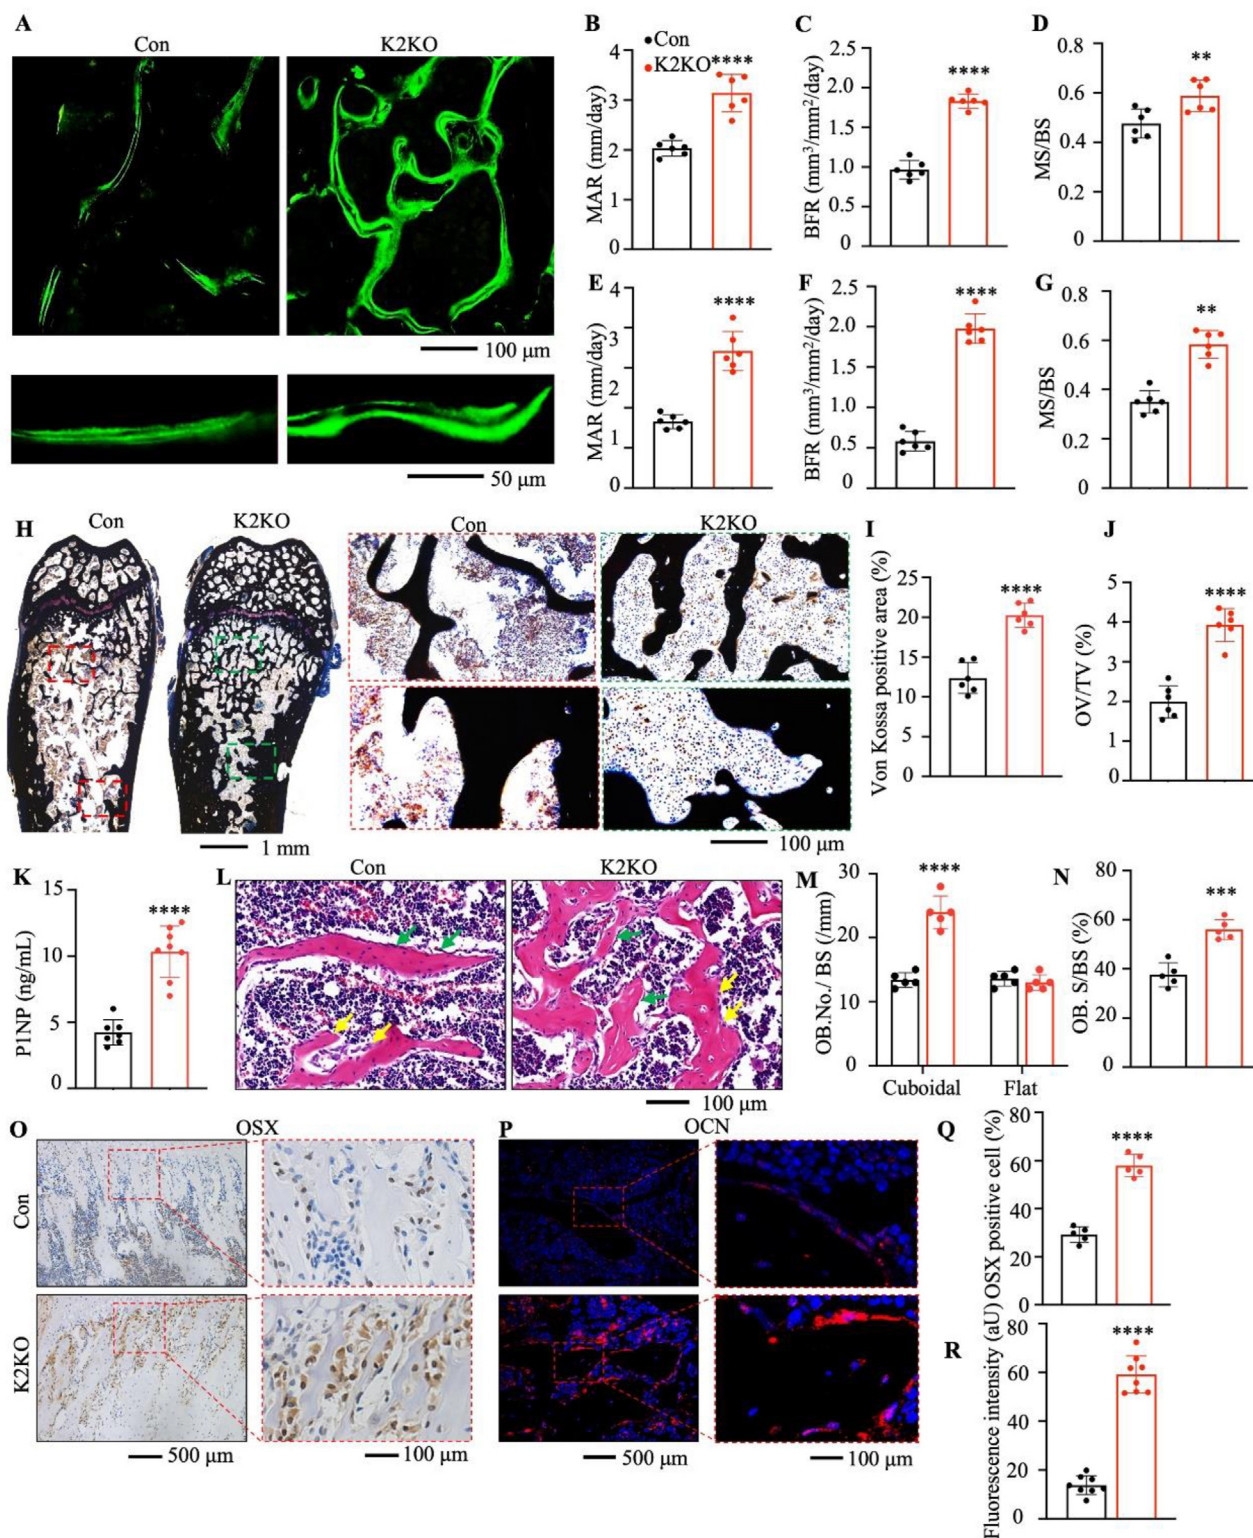 A
Con
K2KO
100 μm
50 μm
B
MAR (mm/day)
4
3
2
1
0
****
Con
K2KO
C
BFR (mm³/mm²/day)
2.5
2.0
1.5
1.0
0.5
0
****
D
MS/BS
0.8
0.6
0.4
0.2
0
**
E
MAR (mm/day)
4
3
2
1
0
****
F
BFR (mm³/mm²/day)
2.5
2.0
1.5
1.0
0.5
0
****
G
MS/BS
0.8
0.6
0.4
0.2
0
**
H
Con
K2KO
Con
K2KO
1 mm
100 μm
I
Von Kossa positive area (%)
25
20
15
10
5
0
****
J
OV/TV (%)
5
4
3
2
1
0
****
K
P1NP (ng/mL)
15
10
5
0
****
L
Con
K2KO
100 μm
M
OB.No./ BS (/mm)
30
20
10
0
****
Cuboidal
Flat
N
OB. S/BS (%)
80
60
40
20
0
***
O
OSX
Con
K2KO
500 μm
100 μm
P
OCN
500 μm
100 μm
Q
OSX positive cell (%)
80
60
40
20
0
****
R
Fluorescence intensity (aU)
80
60
40
20
0
****